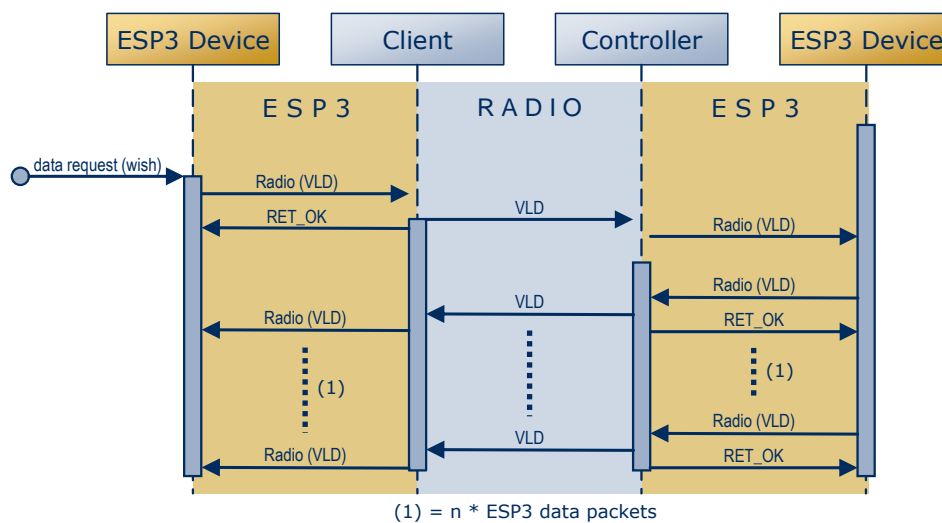 ESP3 Device
Client
Controller
ESP3 Device
ESP3
RADIO
ESP3
data request (wish)
Radio (VLD)
RET_OK
VLD
Radio (VLD)
Radio (VLD)
VLD
Radio (VLD)
RET_OK
(1)
(1)
Radio (VLD)
VLD
Radio (VLD)
RET_OK
(1) = n * ESP3 data packets